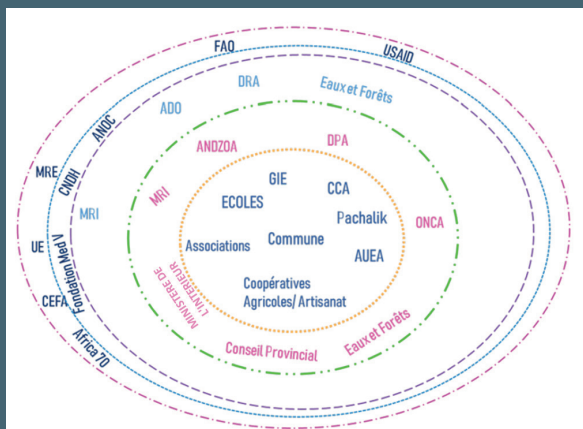 FAO
USAID
DRA
Eaux et Forêts
ADO
ANOC
ANDZOA
DPA
MRE
CNDH
GIE
CCA
MRI
ECOLES
MRI
Pachalik
ONCA
Associations
Commune
UE
AUEA
Fondation Med V
MINISTERE DE
L'INTERIEUR
Coopératives
Agricoles/ Artisanat
CEFA
Eaux et Forêts
Africa 70
Conseil Provincial